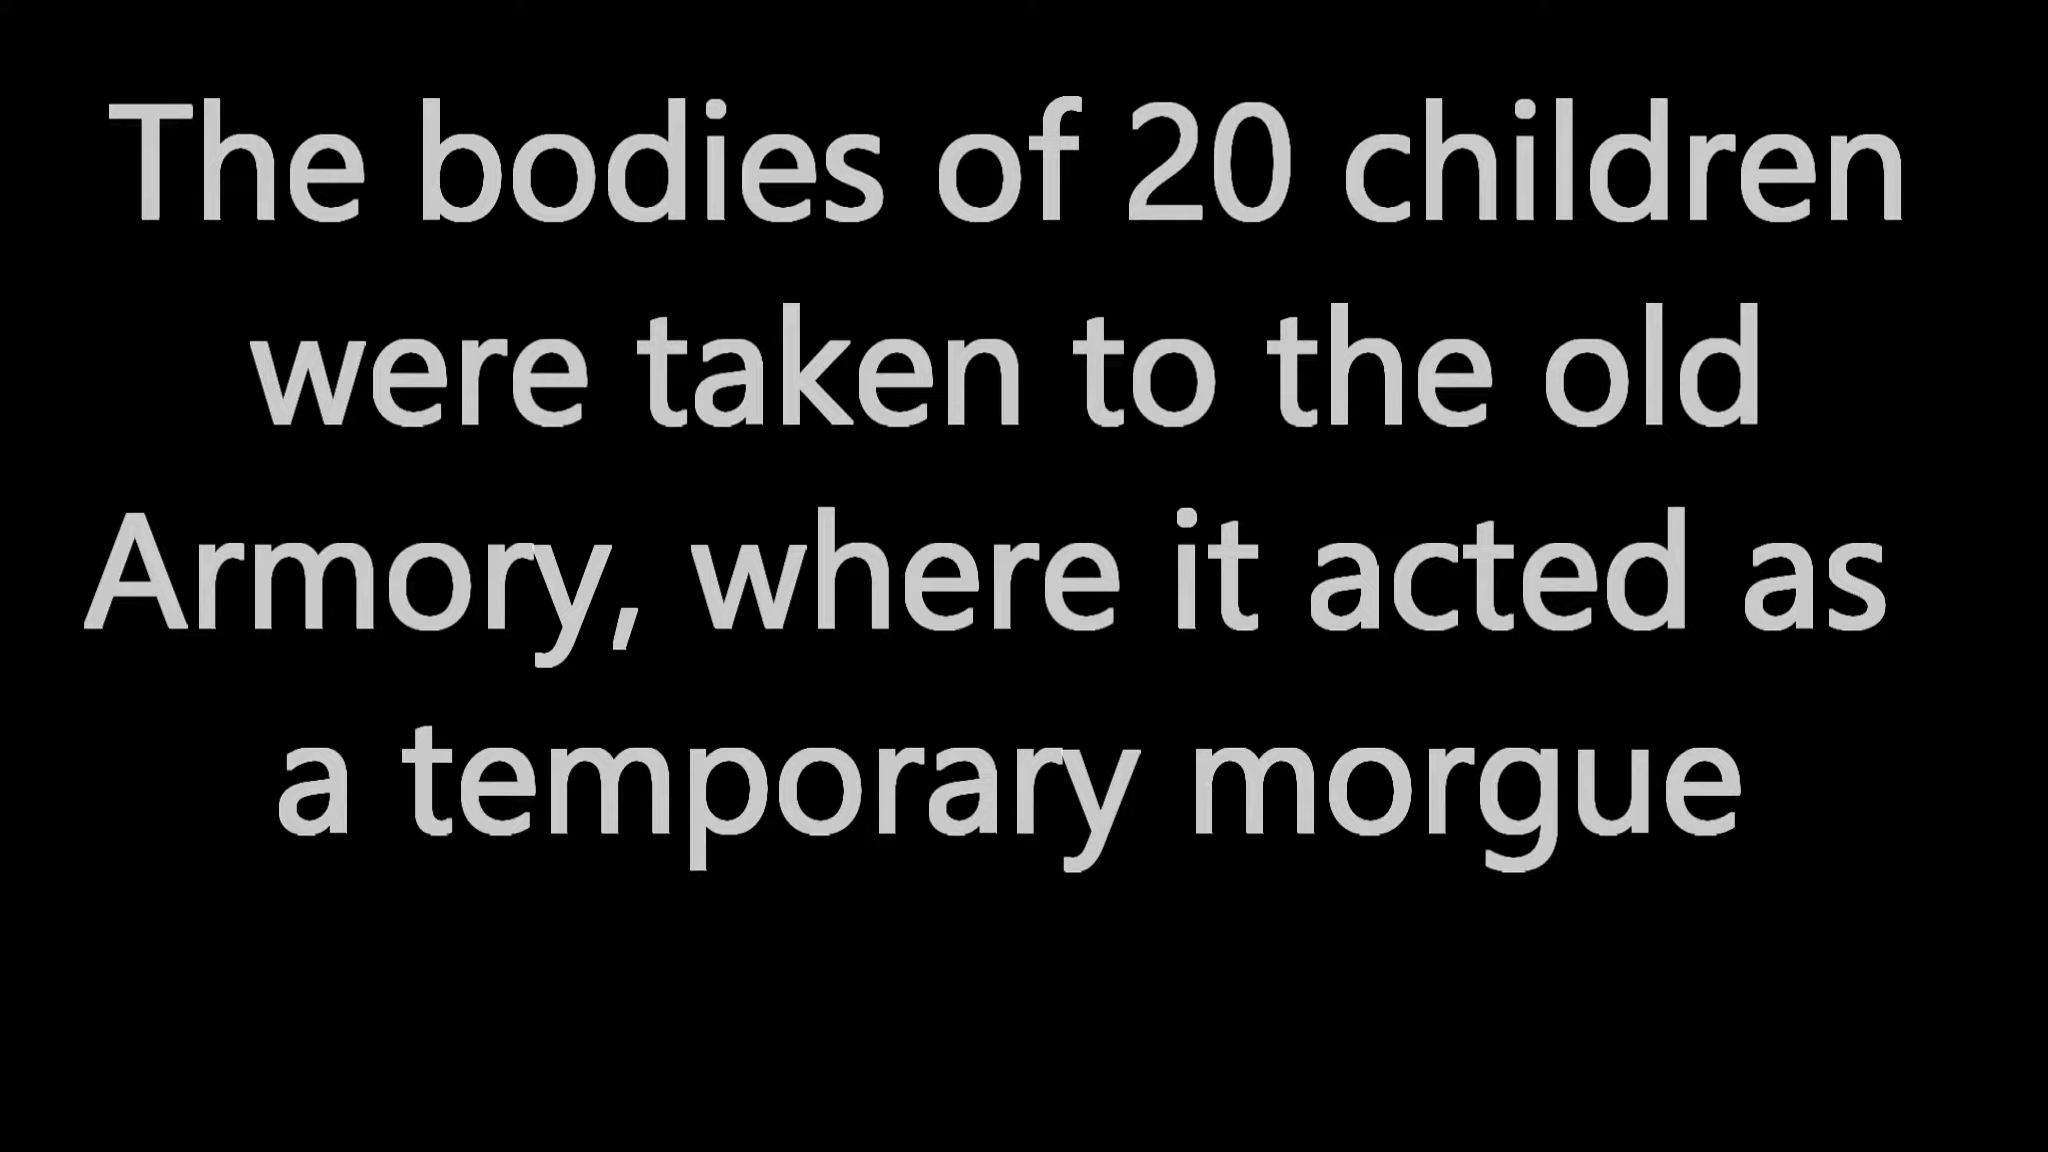 The bodies of 20 children
were taken to the old
Armory, where it acted as
a temporary morgue